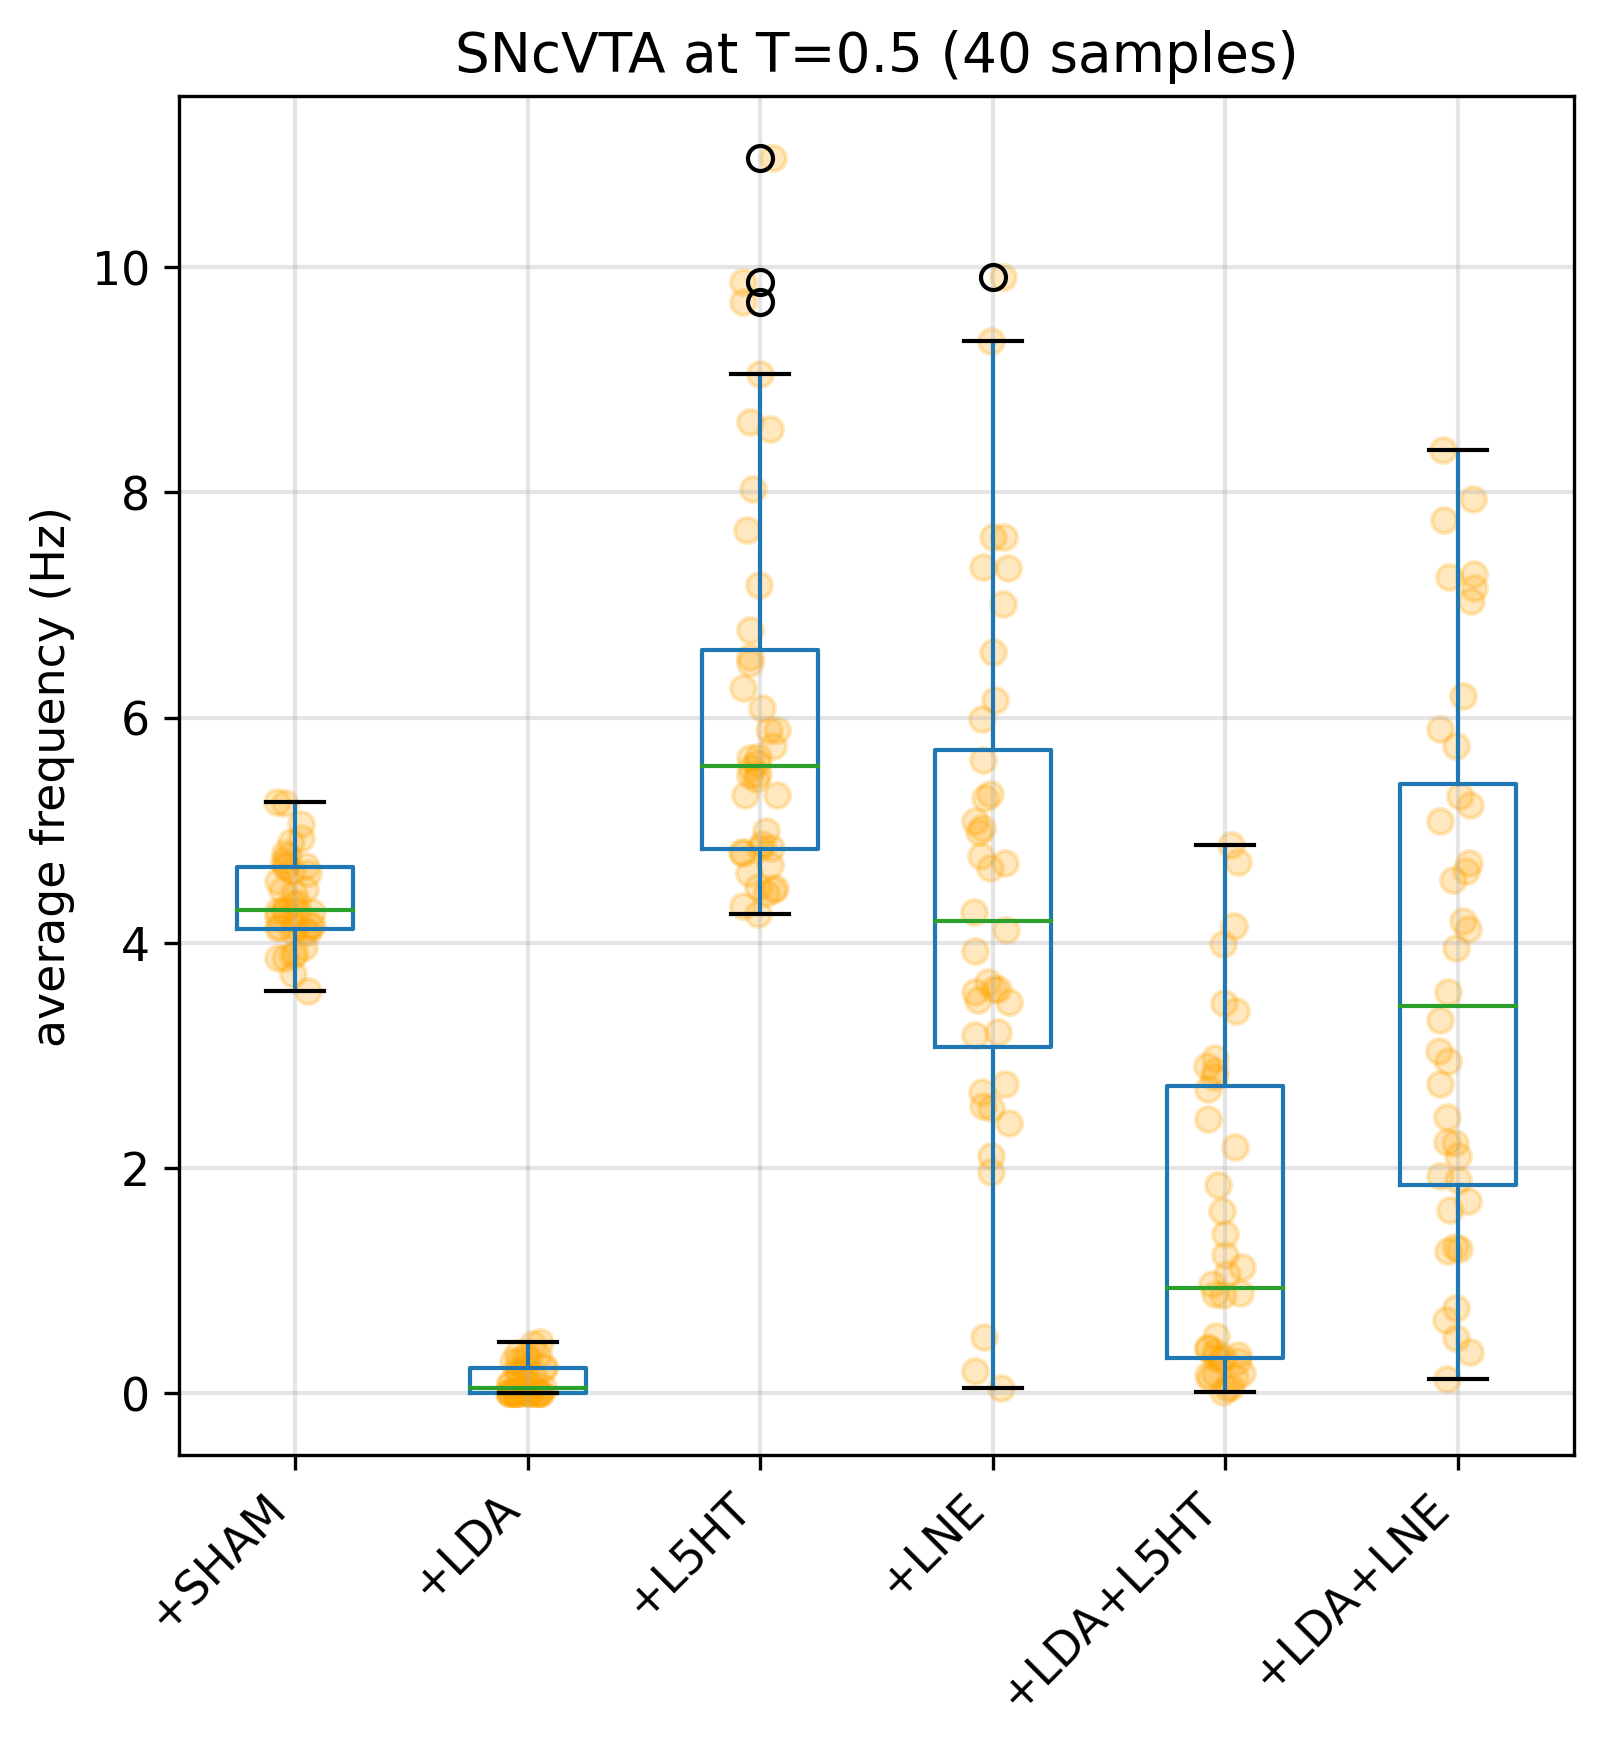 SNcVTA at T=0.5 (40 samples)
average frequency (Hz)
10
8
6
4
2
0
+SHAM
+LDA
+L5HT
+LNE
+LDA+L5HT
+LDA+LNE